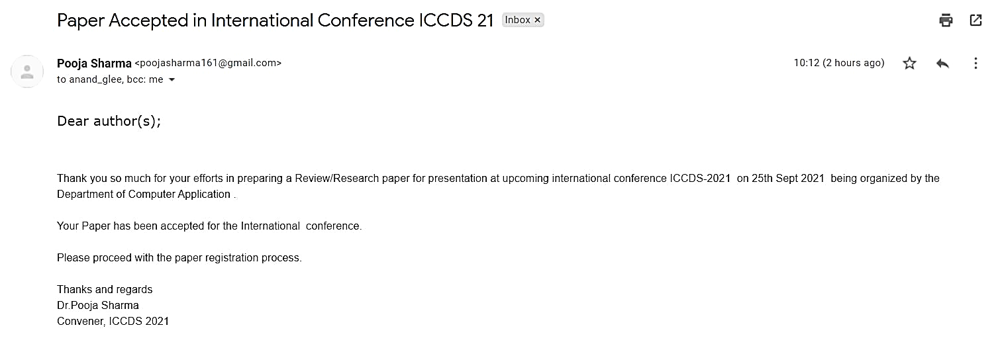 Paper Accepted in International Conference ICCDS 21 Inbox ×
Pooja Sharma <poojasharma161@gmail.com> 10:12 (2 hours ago)
to anand_glee, bcc: me
Dear author(s);
Thank you so much for your efforts in preparing a Review/Research paper for presentation at upcoming international conference ICCDS-2021 on 25th Sept 2021 being organized by the
Department of Computer Application .
Your Paper has been accepted for the International conference.
Please proceed with the paper registration process.
Thanks and regards
Dr.Pooja Sharma
Convener, ICCDS 2021